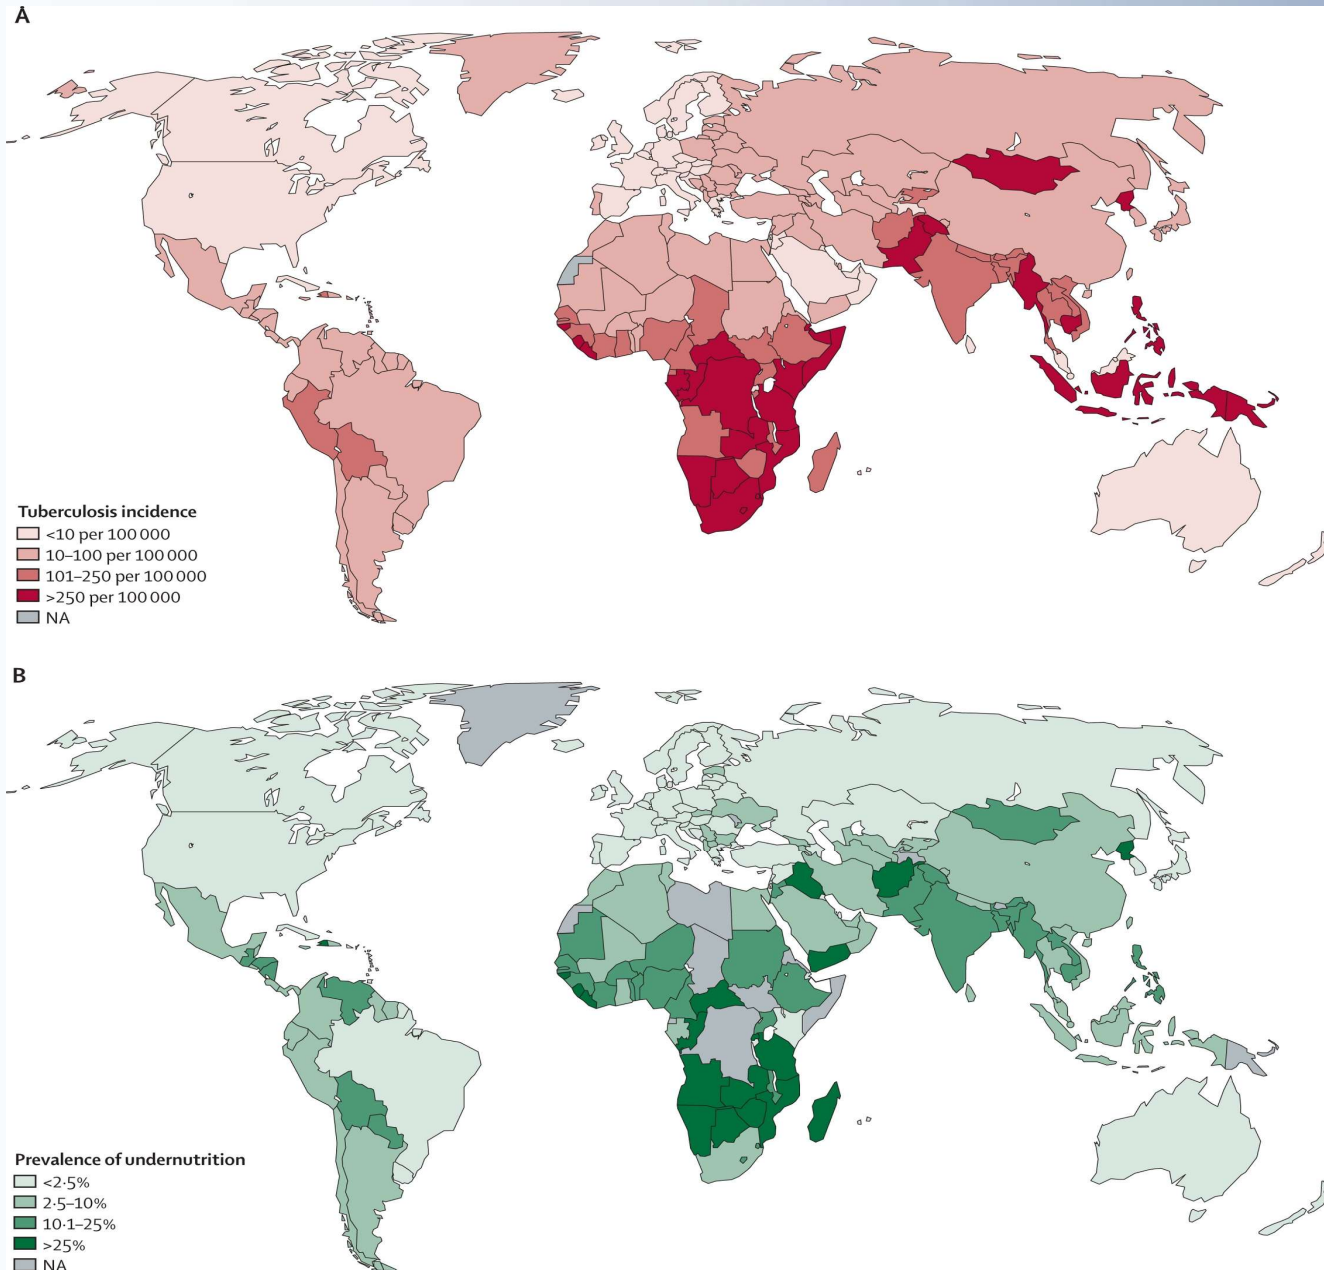 A
Tuberculosis incidence
<10 per 100 000
10–100 per 100 000
101–250 per 100 000
>250 per 100 000
NA
B
Prevalence of undernutrition
<2·5%
2·5–10%
10·1–25%
>25%
NA